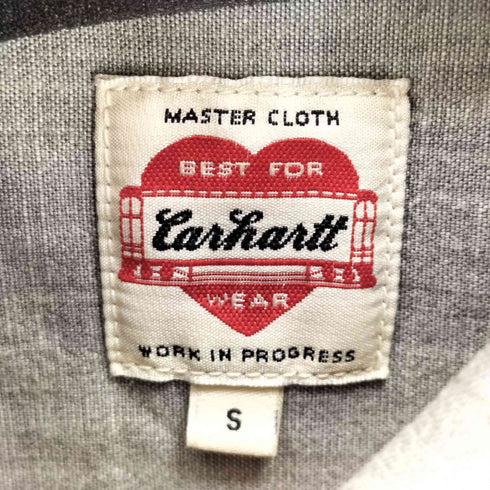 MASTER CLOTH
BEST FOR
Carhartt
WEAR
WORK IN PROGRESS
S